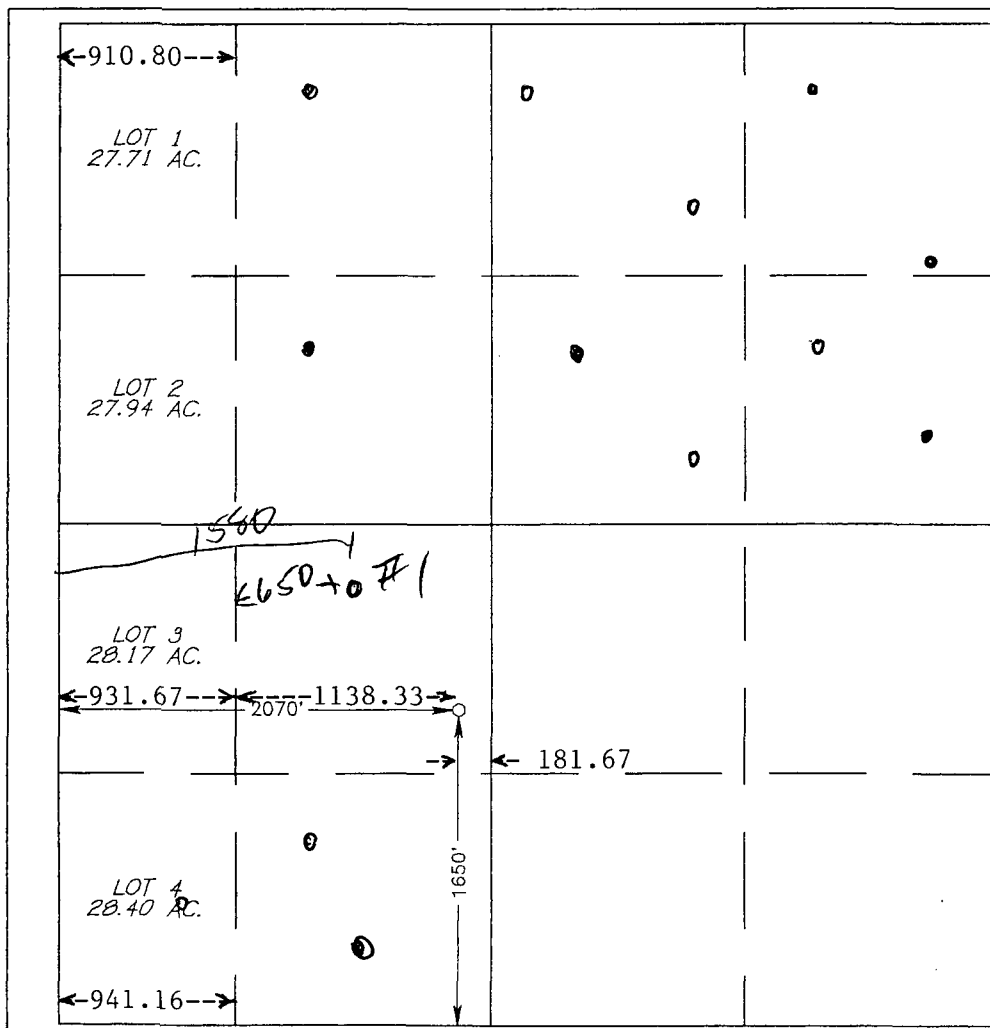 910.80
LOT 1
27.71 AC.
LOT 2
27.94 AC.
#1
LOT 3
28.17 AC.
931.67
1138.33
2070'
181.67
1650'
LOT 4
28.40 AC.
941.16